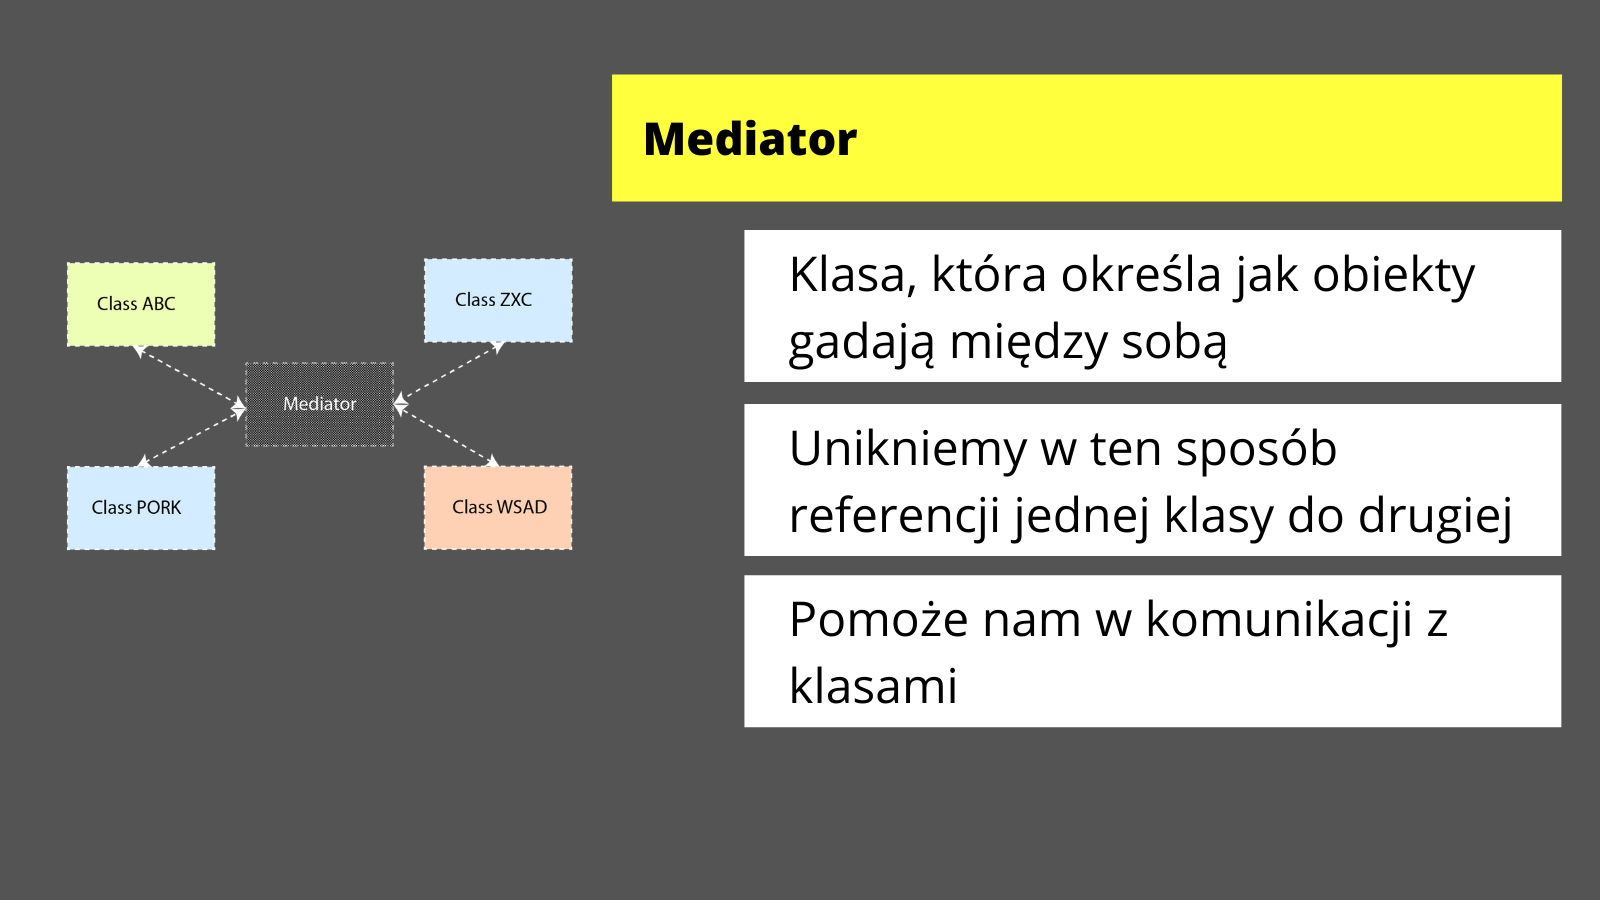 Mediator
Klasa, która określa jak obiekty
gadają między sobą
Unikniemy w ten sposób
referencji jednej klasy do drugiej
Pomoże nam w komunikacji z
klasami
Class ABC
Class ZXC
Mediator
Class PORK
Class WSAD